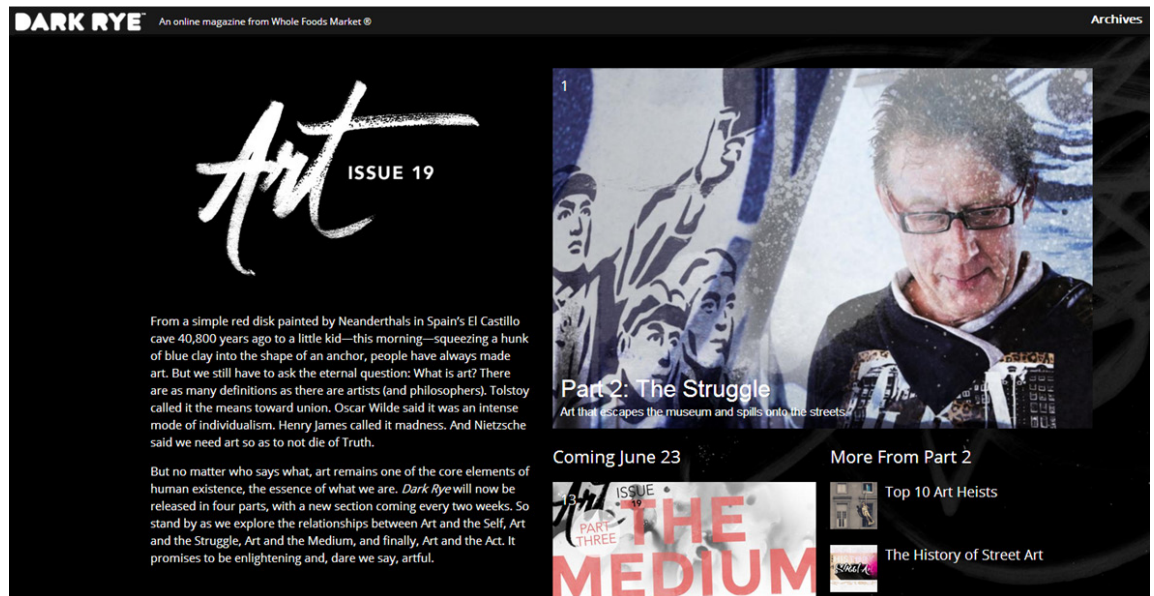 DARK RYE™
An online magazine from Whole Foods Market ®
Archives
Art
ISSUE 19
From a simple red disk painted by Neanderthals in Spain's El Castillo
cave 40,800 years ago to a little kid—this morning—squeezing a hunk
of blue clay into the shape of an anchor, people have always made
art. But we still have to ask the eternal question: What is art? There
are as many definitions as there are artists (and philosophers). Tolstoy
called it the means toward union. Oscar Wilde said it was an intense
mode of individualism. Henry James called it madness. And Nietzsche
said we need art so as to not die of Truth.
But no matter who says what, art remains one of the core elements of
human existence, the essence of what we are. Dark Rye will now be
released in four parts, with a new section coming every two weeks. So
stand by as we explore the relationships between Art and the Self, Art
and the Struggle, Art and the Medium, and finally, Art and the Act. It
promises to be enlightening and, dare we say, artful.
1
Part 2: The Struggle
Art that escapes the museum and spills onto the streets.
Coming June 23
13
Art
ISSUE
19
PART
THREE
THE
MEDIUM
More From Part 2
Top 10 Art Heists
The History of Street Art